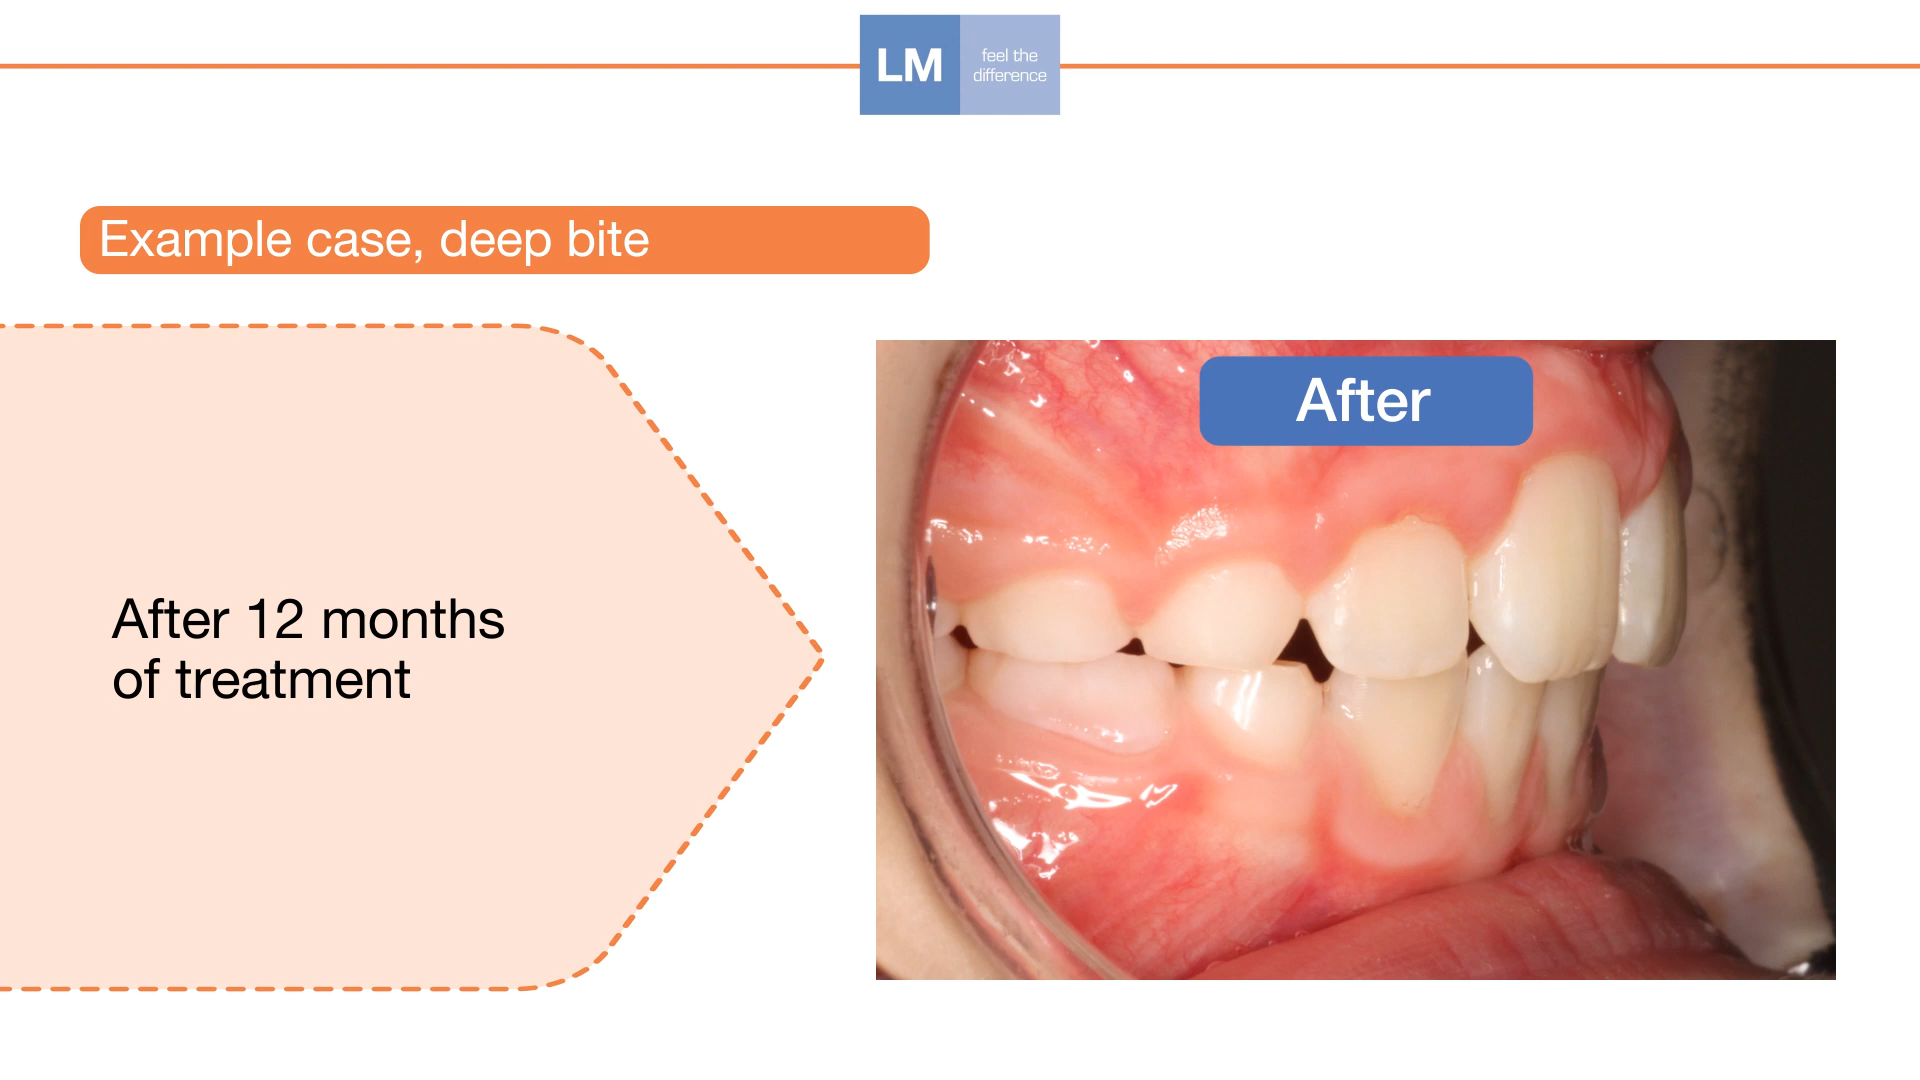 LM
feel the
difference
Example case, deep bite
After
After 12 months
of treatment